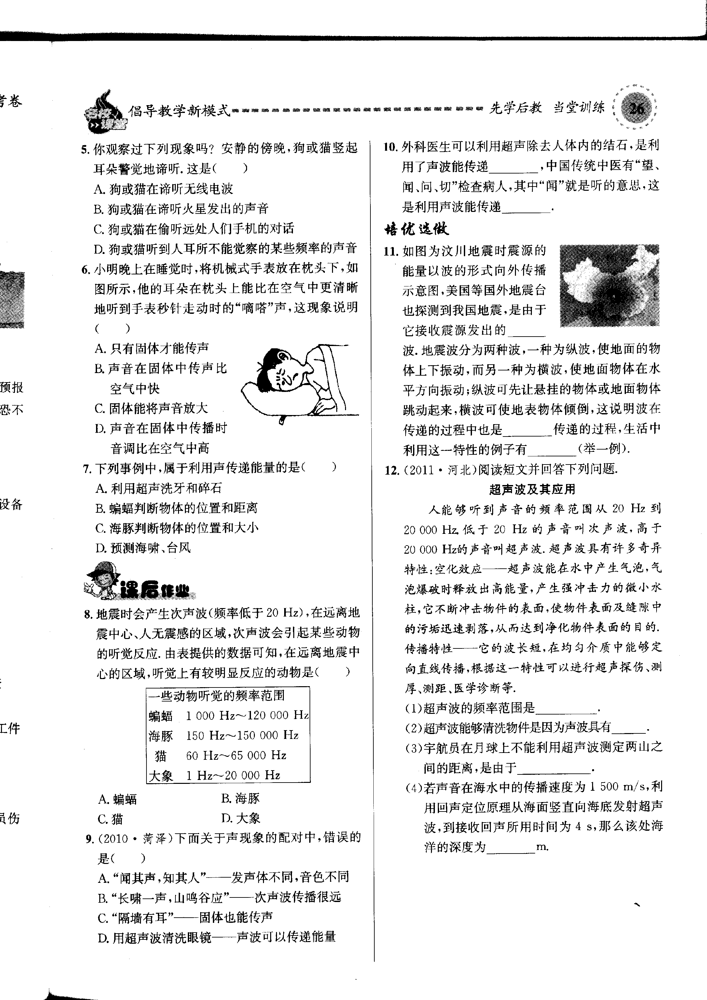 考卷
预报
恐不
设备
工件
员伤
倡导教学新模式
先学后教 当堂训练
26
5. 你观察过下列现象吗? 安静的傍晚,狗或猫竖起
耳朵警觉地谛听. 这是(  )
A. 狗或猫在谛听无线电波
B. 狗或猫在谛听火星发出的声音
C. 狗或猫在偷听远处人们手机的对话
D. 狗或猫听到人耳所不能觉察的某些频率的声音
6. 小明晚上在睡觉时,将机械式手表放在枕头下,如
图所示,他的耳朵在枕头上能比在空气中更清晰
地听到手表秒针走动时的“嘀嗒”声,这现象说明
(  )
A. 只有固体才能传声
B. 声音在固体中传声比
空气中快
C. 固体能将声音放大
D. 声音在固体中传播时
音调比在空气中高
7. 下列事例中,属于利用声传递能量的是(  )
A. 利用超声洗牙和碎石
B. 蝙蝠判断物体的位置和距离
C. 海豚判断物体的位置和大小
D. 预测海啸、台风
课后作业
8. 地震时会产生次声波(频率低于 20 Hz),在远离地
震中心、人无震感的区域,次声波会引起某些动物
的听觉反应. 由表提供的数据可知,在远离地震中
心的区域,听觉上有较明显反应的动物是(  )
一些动物听觉的频率范围
蝙蝠 1 000 Hz～120 000 Hz
海豚 150 Hz～150 000 Hz
猫 60 Hz～65 000 Hz
大象 1 Hz～20 000 Hz
A. 蝙蝠 B. 海豚
C. 猫 D. 大象
9. (2010·菏泽)下面关于声现象的配对中,错误的
是(  )
A. “闻其声,知其人”——发声体不同,音色不同
B. “长啸一声,山鸣谷应”——次声波传播很远
C. “隔墙有耳”——固体也能传声
D. 用超声波清洗眼镜——声波可以传递能量
10. 外科医生可以利用超声除去人体内的结石,是利
用了声波能传递________,中国传统中医有“望、
闻、问、切”检查病人,其中“闻”就是听的意思,这
是利用声波能传递________.
培优选做
11. 如图为汶川地震时震源的
能量以波的形式向外传播
示意图,美国等国外地震台
也探测到我国地震,是由于
它接收震源发出的______
波. 地震波分为两种波,一种为纵波,使地面的物
体上下振动,而另一种为横波,使地面物体在水
平方向振动;纵波可先让悬挂的物体或地面物体
跳动起来,横波可使地表物体倾倒,这说明波在
传递的过程中也是________传递的过程,生活中
利用这一特性的例子有________(举一例).
12. (2011·河北)阅读短文并回答下列问题.
超声波及其应用
人能够听到声音的频率范围从 20 Hz 到
20 000 Hz. 低于 20 Hz 的声音叫次声波,高于
20 000 Hz的声音叫超声波. 超声波具有许多奇异
特性:空化效应——超声波能在水中产生气泡,气
泡爆破时释放出高能量,产生强冲击力的微小水
柱,它不断冲击物件的表面,使物件表面及缝隙中
的污垢迅速剥落,从而达到净化物件表面的目的.
传播特性——它的波长短,在均匀介质中能够定
向直线传播,根据这一特性可以进行超声探伤、测
厚、测距、医学诊断等.
(1)超声波的频率范围是__________.
(2)超声波能够清洗物件是因为声波具有______.
(3)宇航员在月球上不能利用超声波测定两山之
间的距离,是由于____________.
(4)若声音在海水中的传播速度为 1 500 m/s,利
用回声定位原理从海面竖直向海底发射超声
波,到接收回声所用时间为 4 s,那么该处海
洋的深度为________m.